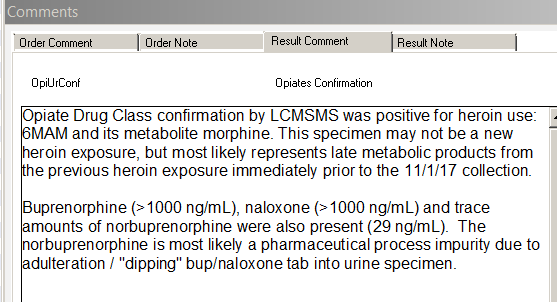 Comments
Order Comment Order Note Result Comment Result Note
OpiUrConf Opiates Confirmation
Opiate Drug Class confirmation by LCMSMS was positive for heroin use:
6MAM and its metabolite morphine. This specimen may not be a new
heroin exposure, but most likely represents late metabolic products from
the previous heroin exposure immediately prior to the 11/1/17 collection.
Buprenorphine (>1000 ng/mL), naloxone (>1000 ng/mL) and trace
amounts of norbuprenorphine were also present (29 ng/mL). The
norbuprenorphine is most likely a pharmaceutical process impurity due to
adulteration / "dipping" bup/naloxone tab into urine specimen.